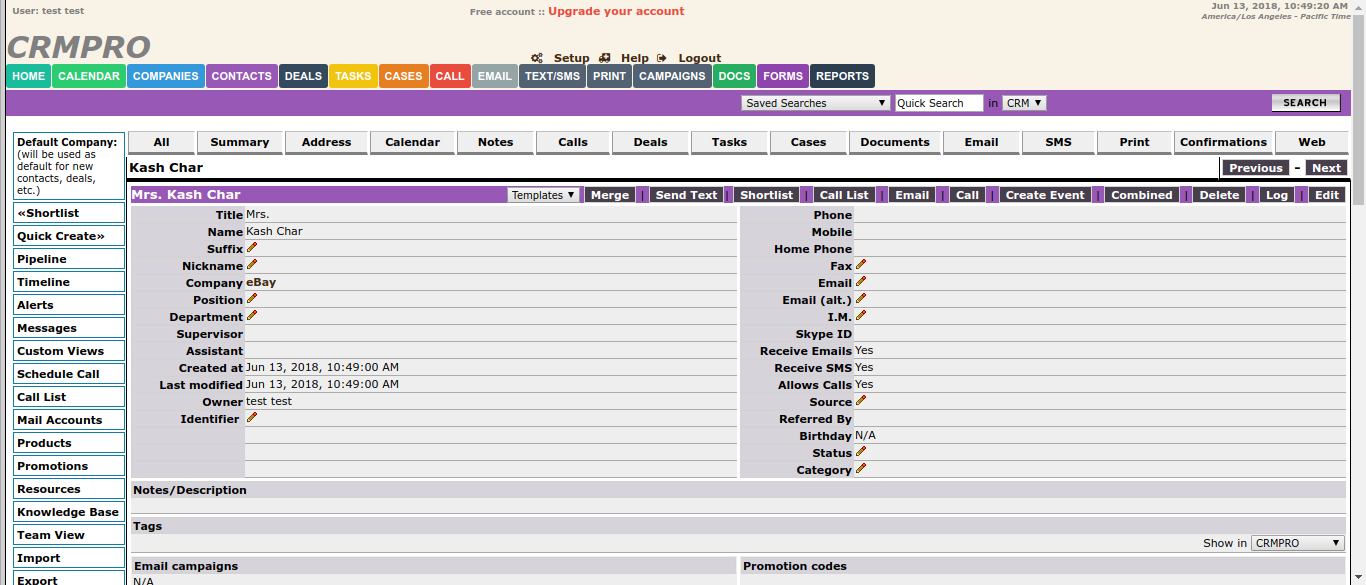 User: test test
Free account :: Upgrade your account
Jun 13, 2018, 10:49:20 AM
America/Los Angeles - Pacific Time
CRMPRO
Setup Help Logout
HOME CALENDAR COMPANIES CONTACTS DEALS TASKS CASES CALL EMAIL TEXT/SMS PRINT CAMPAIGNS DOCS FORMS REPORTS
Saved Searches Quick Search in CRM SEARCH
Default Company:
(will be used as
default for new
contacts, deals,
etc.)
«Shortlist
Quick Create»
Pipeline
Timeline
Alerts
Messages
Custom Views
Schedule Call
Call List
Mail Accounts
Products
Promotions
Resources
Knowledge Base
Team View
Import
Export
All Summary Address Calendar Notes Calls Deals Tasks Cases Documents Email SMS Print Confirmations Web
Kash Char Previous - Next
Mrs. Kash Char Templates Merge | Send Text | Shortlist | Call List | Email | Call | Create Event | Combined | Delete | Log | Edit
Title Mrs.
Name Kash Char
Suffix
Nickname
Company eBay
Position
Department
Supervisor
Assistant
Created at Jun 13, 2018, 10:49:00 AM
Last modified Jun 13, 2018, 10:49:00 AM
Owner test test
Identifier
Phone
Mobile
Home Phone
Fax
Email
Email (alt.)
I.M.
Skype ID
Receive Emails Yes
Receive SMS Yes
Allows Calls Yes
Source
Referred By
Birthday N/A
Status
Category
Notes/Description
Tags
Show in CRMPRO
Email campaigns
N/A
Promotion codes